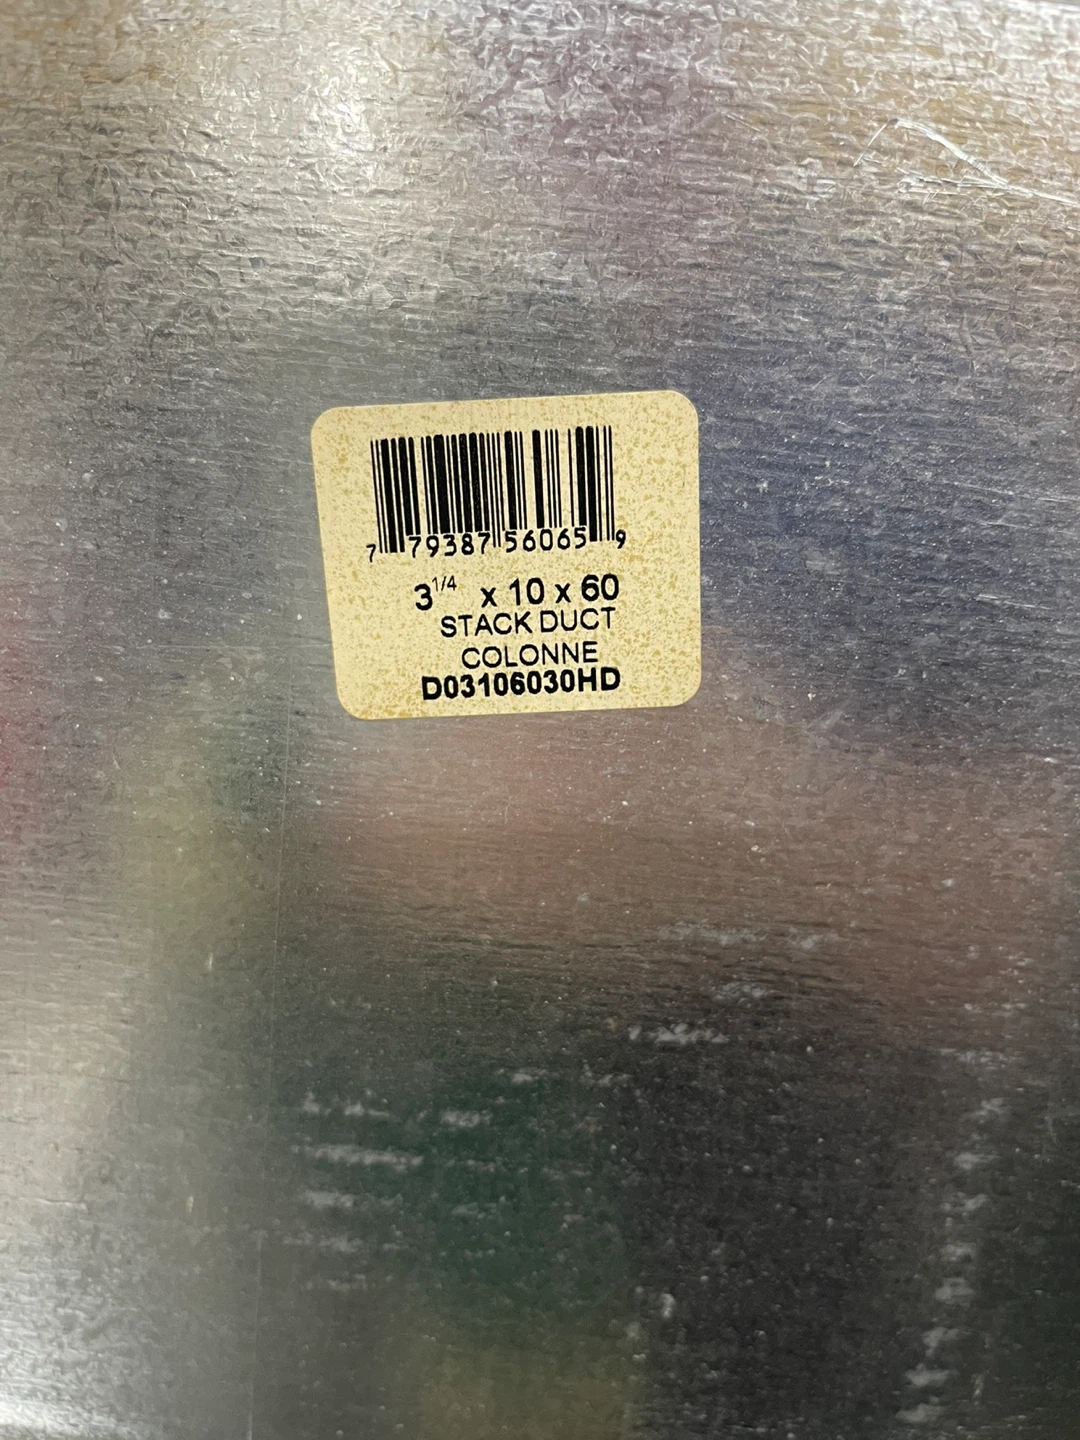 7 79387 56065 9
3 1/4 x 10 x 60
STACK DUCT
COLONNE
D03106030HD